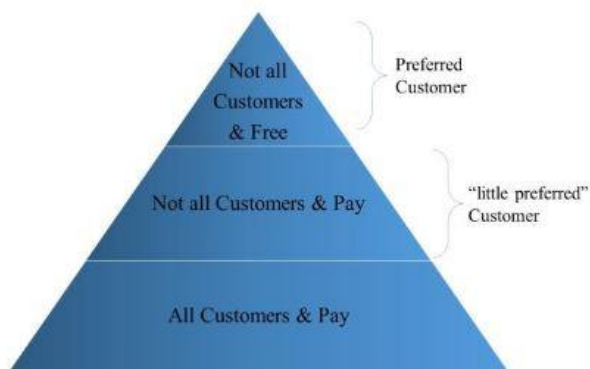 Not all
Customers
& Free
Preferred
Customer
Not all Customers & Pay
“little preferred”
Customer
All Customers & Pay